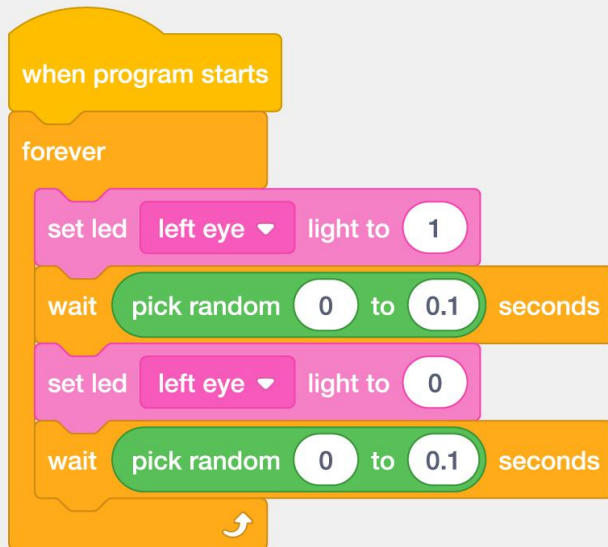 when program starts
forever
set led left eye light to 1
wait pick random 0 to 0.1 seconds
set led left eye light to 0
wait pick random 0 to 0.1 seconds